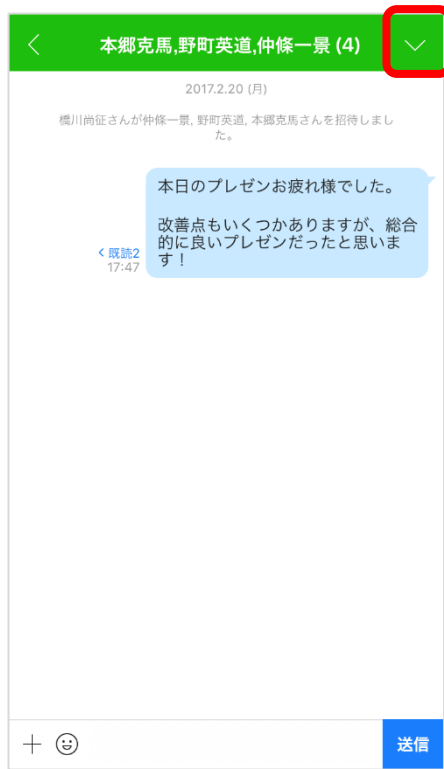 本郷克馬,野町英道,仲條一景 (4)
2017.2.20 (月)
橋川尚征さんが仲條一景, 野町英道, 本郷克馬さんを招待しまし
た。
本日のプレゼンお疲れ様でした。
改善点もいくつかありますが、総合
的に良いプレゼンだったと思いま
す！
< 既読2
17:47
送信